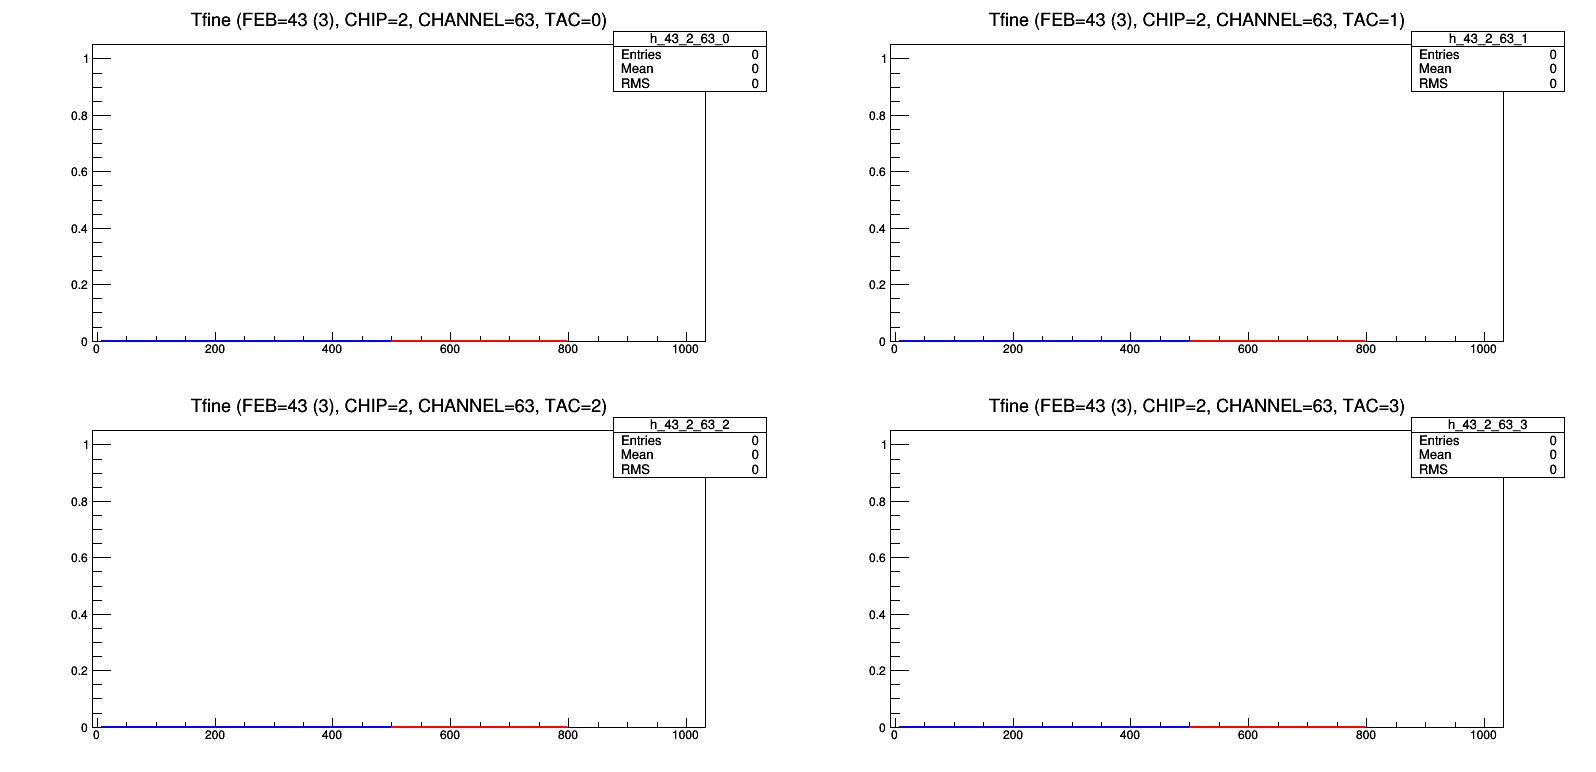 Tfine (FEB=43 (3), CHIP=2, CHANNEL=63, TAC=0)
h_43_2_63_0
Entries 0
Mean 0
RMS 0
1
0.8
0.6
0.4
0.2
0
0 200 400 600 800 1000
Tfine (FEB=43 (3), CHIP=2, CHANNEL=63, TAC=1)
h_43_2_63_1
Entries 0
Mean 0
RMS 0
1
0.8
0.6
0.4
0.2
0
0 200 400 600 800 1000
Tfine (FEB=43 (3), CHIP=2, CHANNEL=63, TAC=2)
h_43_2_63_2
Entries 0
Mean 0
RMS 0
1
0.8
0.6
0.4
0.2
0
0 200 400 600 800 1000
Tfine (FEB=43 (3), CHIP=2, CHANNEL=63, TAC=3)
h_43_2_63_3
Entries 0
Mean 0
RMS 0
1
0.8
0.6
0.4
0.2
0
0 200 400 600 800 1000